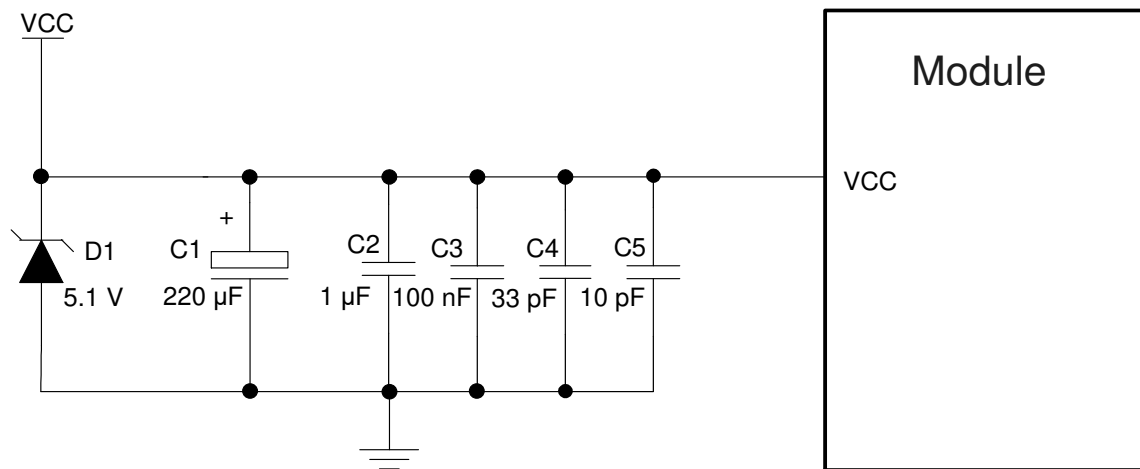 VCC
Module
VCC
+
D1
5.1 V
C1
220 µF
C2
1 µF
C3
100 nF
C4
33 pF
C5
10 pF